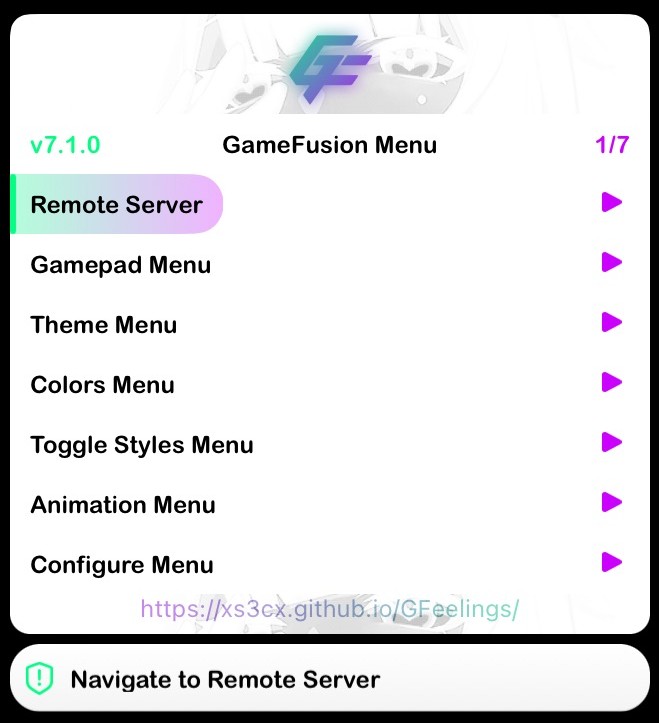 GF
v7.1.0 GameFusion Menu 1/7
Remote Server
Gamepad Menu
Theme Menu
Colors Menu
Toggle Styles Menu
Animation Menu
Configure Menu
https://xs3cx.github.io/GFeelings/
Navigate to Remote Server